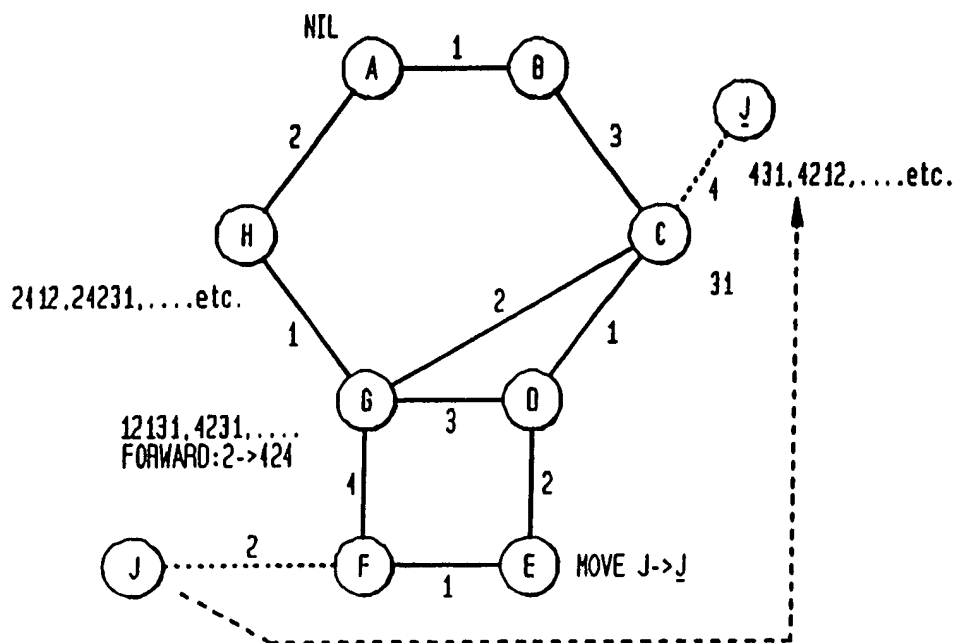 NIL
A
1
B
J
2
3
4
431,4212,....etc.
H
C
2412,24231,....etc.
2
31
1
1
G
3
D
12131,4231,....
FORWARD:2->424
4
2
J
2
F
1
E
MOVE J->J